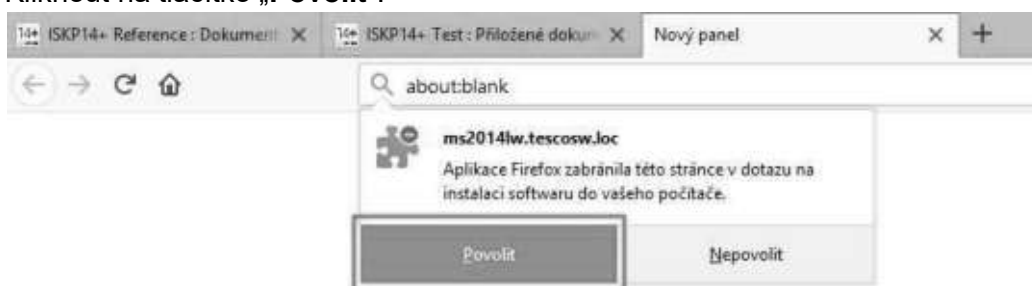 Kliknout na tlačítko „Povolit“.
ISKP14+ Reference : Dokument
ISKP14+ Test : Přiložené dokum
Nový panel
about:blank
ms2014lw.tescosw.loc
Aplikace Firefox zabránila této stránce v dotazu na
instalaci softwaru do vašeho počítače.
Povolit
Nepovolit